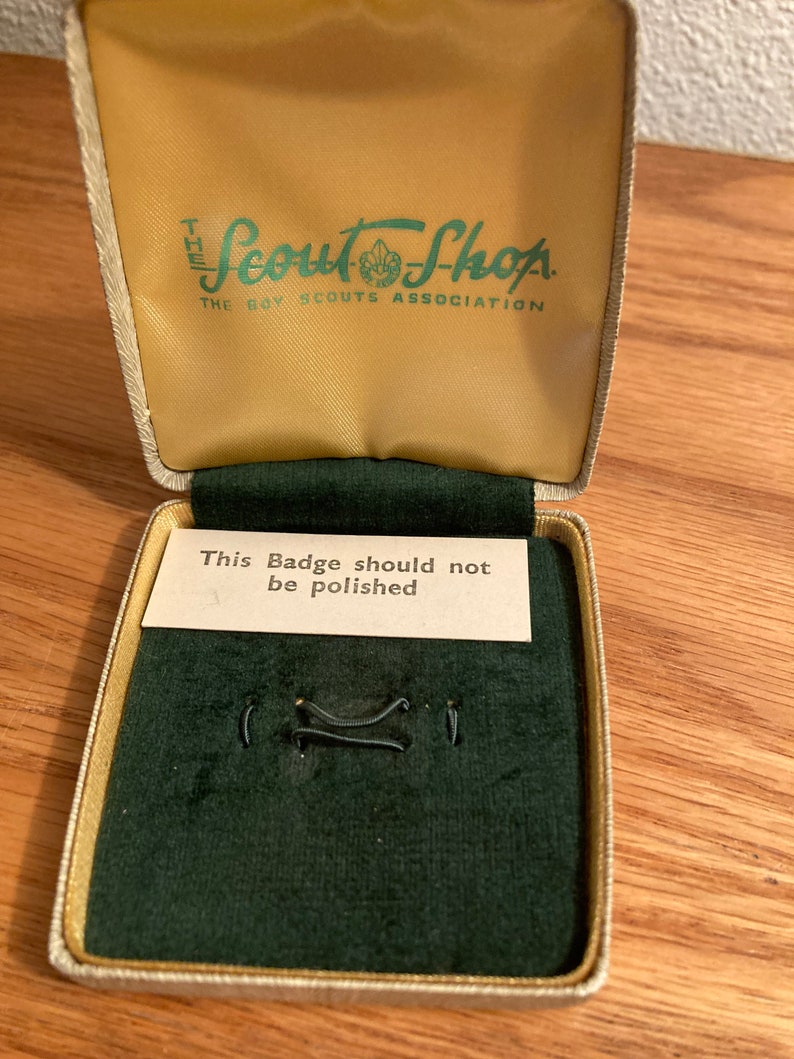 THE Scout Shop.
THE BOY SCOUTS ASSOCIATION
This Badge should not
be polished